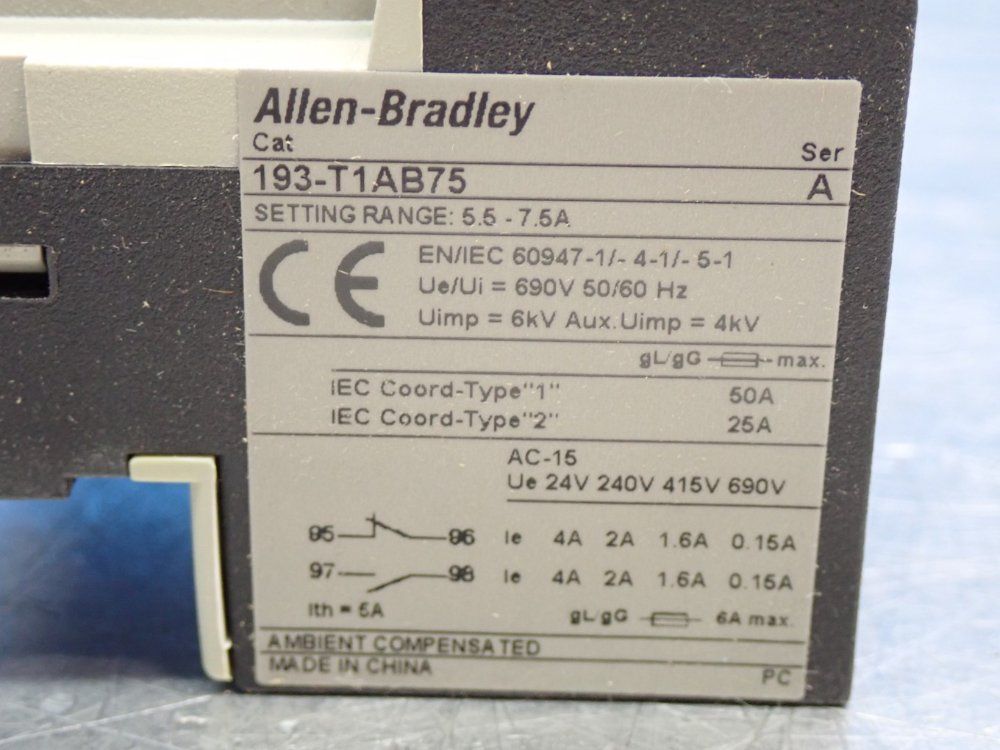 Allen-Bradley
Cat Ser
193-T1AB75 A
SETTING RANGE: 5.5 - 7.5A
CE EN/IEC 60947-1/- 4-1/- 5-1
Ue/Ui = 690V 50/60 Hz
Uimp = 6kV Aux. Uimp = 4kV
gL/gG max.
IEC Coord-Type"1" 50A
IEC Coord-Type"2" 25A
AC-15
Ue 24V 240V 415V 690V
95 96 Ie 4A 2A 1.6A 0.15A
97 98 Ie 4A 2A 1.6A 0.15A
Ith = 5A gL/gG 6A max.
AMBIENT COMPENSATED
MADE IN CHINA PC